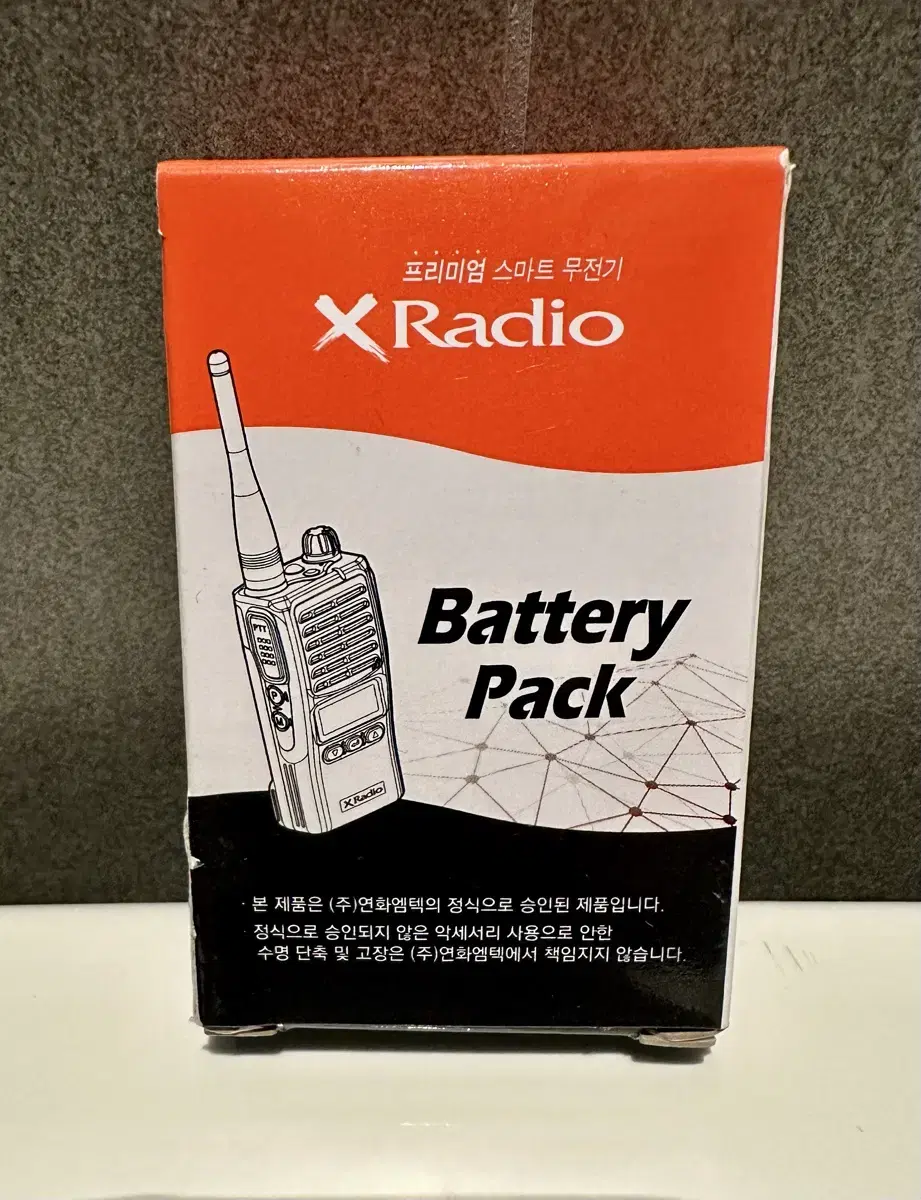 프리미엄 스마트 무전기
X Radio
PTT
Battery
Pack
X Radio
· 본 제품은 (주)연화엠텍의 정식으로 승인된 제품입니다.
· 정식으로 승인되지 않은 악세서리 사용으로 인한
수명 단축 및 고장은 (주)연화엠텍에서 책임지지 않습니다.